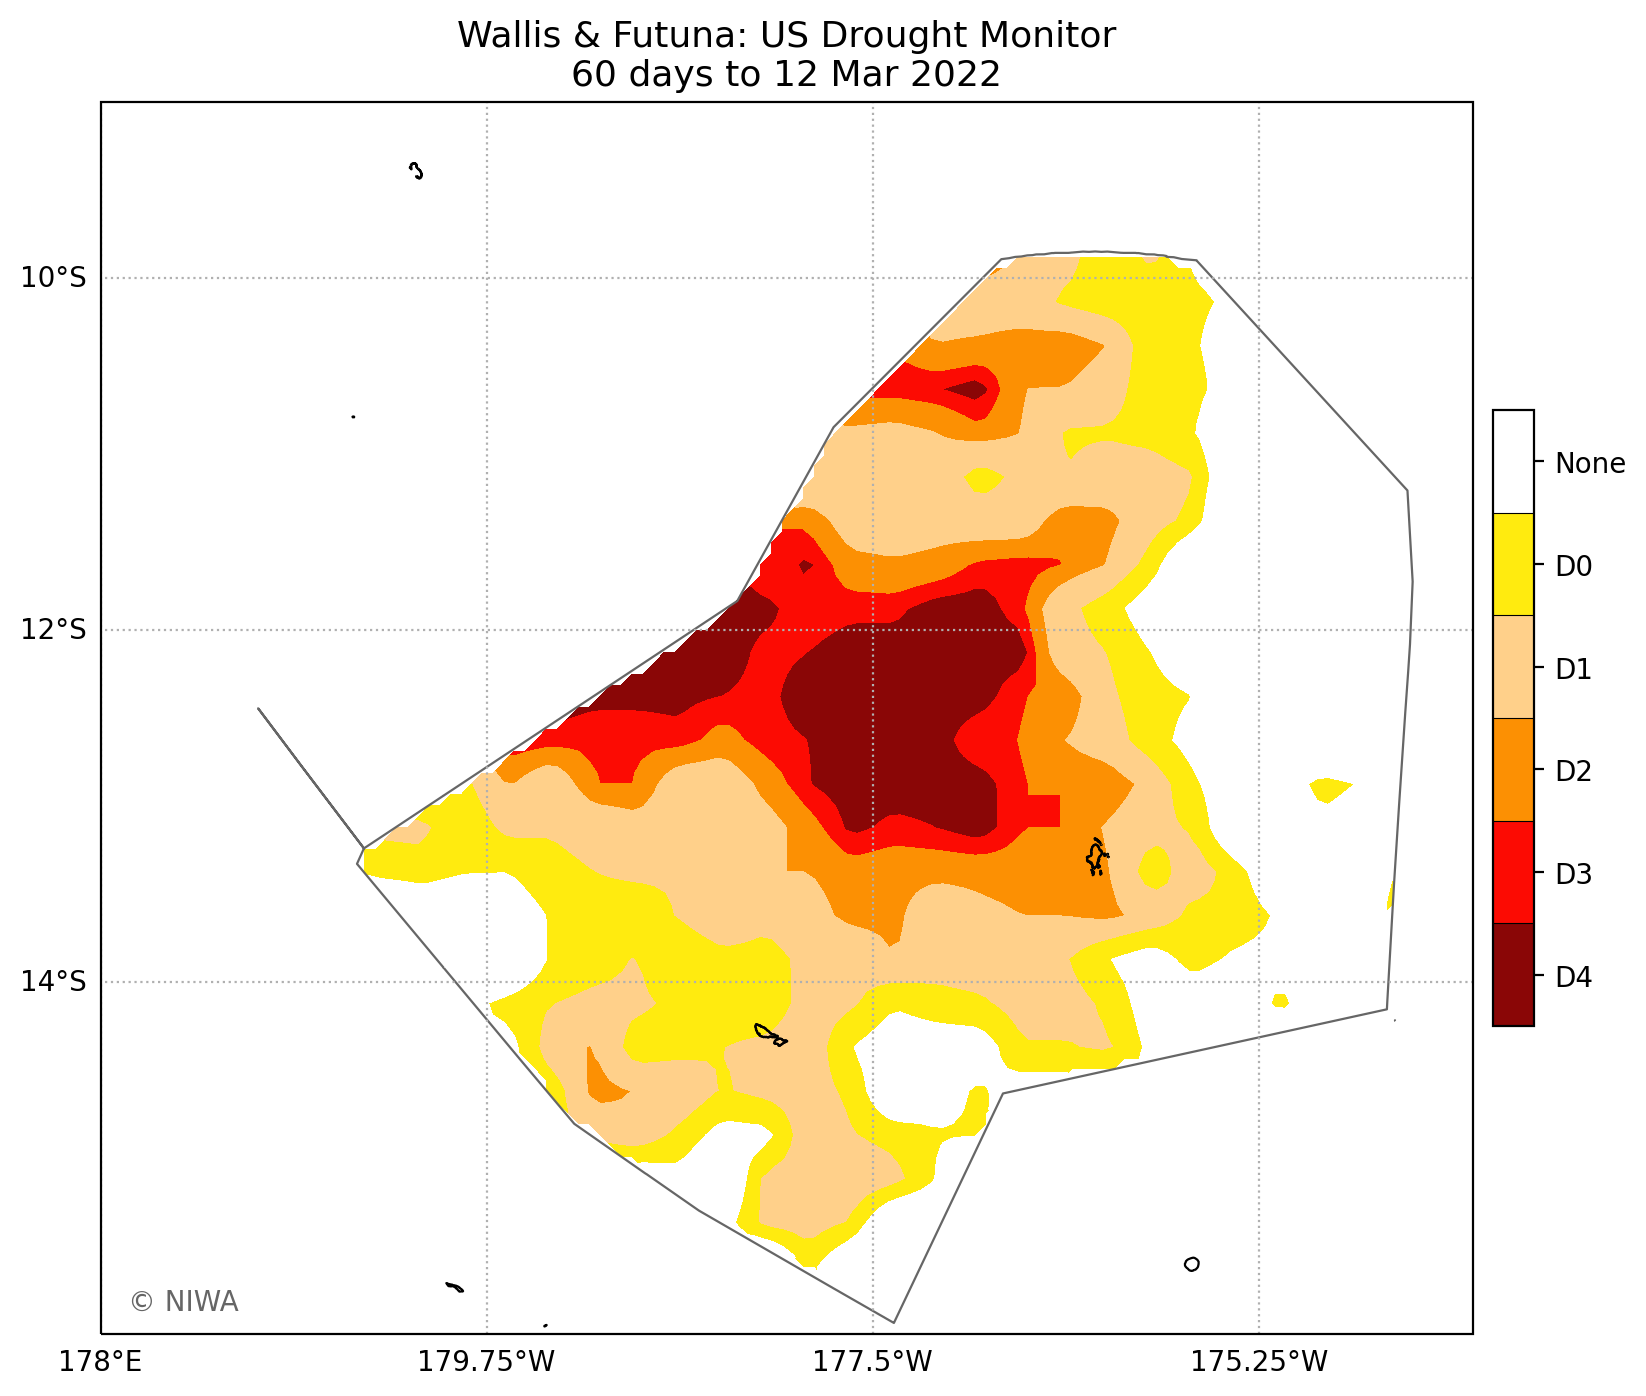 Wallis & Futuna: US Drought Monitor
60 days to 12 Mar 2022
10°S
12°S
14°S
178°E
179.75°W
177.5°W
175.25°W
None
D0
D1
D2
D3
D4
© NIWA